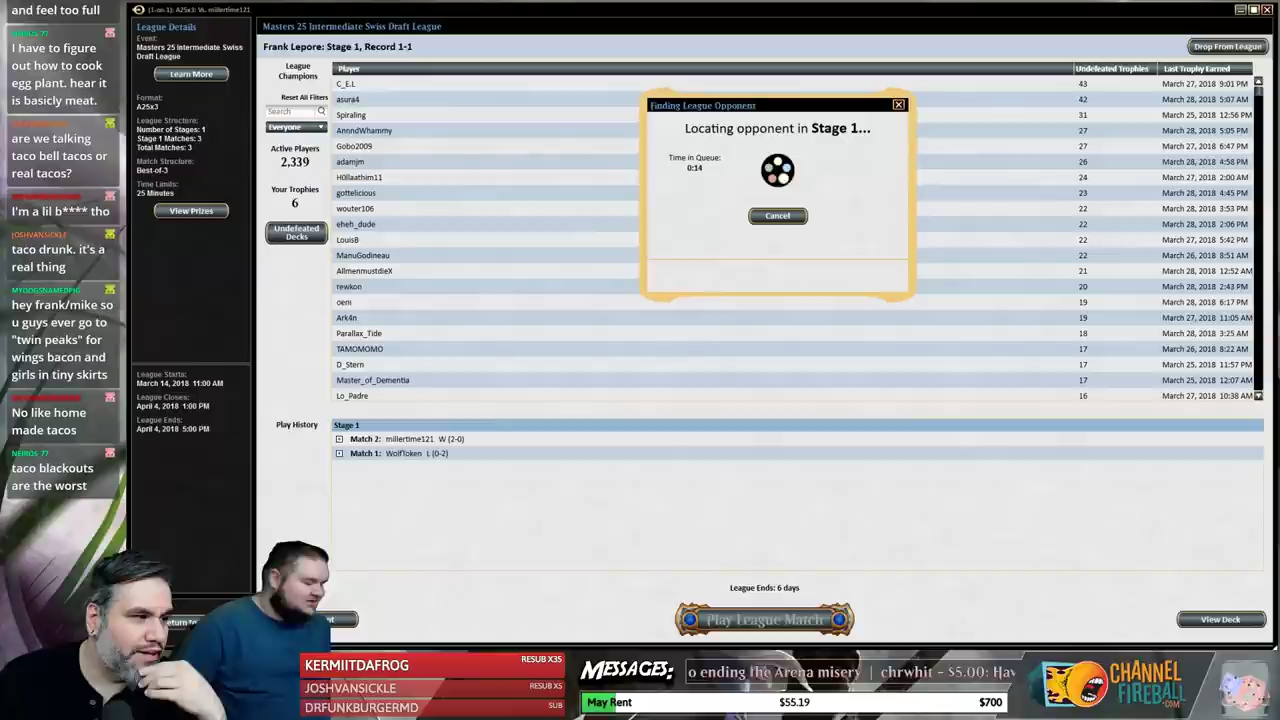 and feel too full
NEIROS 77
I have to figure
out how to cook
egg plant. hear it
is basicly meat.
are we talking
taco bell tacos or
real tacos?
I'm a lil b**** tho
[JOSHVANSICK] F
taco drunk. it's a
real thing
MYDOGSNAMEDPIG
hey frank/mike so
u guys ever go to
"twin peaks" for
wings bacon and
girls in tiny skirts
No like home
made tacos
NEIROS 77
taco blackouts
are the worst
(1-on-1): A25x3: Vs. millertime121
League Details
Event:
Masters 25 Intermediate Swiss
Draft League
Learn More
Format:
A25x3
League Structure:
Number of Stages: 1
Stage 1 Matches: 3
Total Matches: 3
Match Structure:
Best-of-3
Time Limits:
25 Minutes
View Prizes
League Starts:
March 14, 2018 11:00 AM
League Closes:
April 4, 2018 1:00 PM
League Ends:
April 4, 2018 5:00 PM
Masters 25 Intermediate Swiss Draft League
Frank Lepore: Stage 1, Record 1-1
Drop From League
League
Champions
Reset All Filters
Search
Everyone
Active Players
2,339
Your Trophies
6
Undefeated
Decks
Player Undefeated Trophies Last Trophy Earned
C_E.L 43 March 27, 2018 9:01 PM
asura4 42 March 28, 2018 5:07 AM
Spiraling 31 March 25, 2018 12:56 PM
AnnndWhammy 27 March 28, 2018 5:05 PM
Gobo2009 27 March 27, 2018 6:47 PM
adamjm 26 March 28, 2018 4:58 PM
H0llaathim11 24 March 27, 2018 2:00 AM
gottelicious 23 March 28, 2018 4:45 PM
wouter106 22 March 28, 2018 3:53 PM
eheh_dude 22 March 28, 2018 2:06 PM
LouisB 22 March 27, 2018 5:42 PM
ManuGodineau 22 March 26, 2018 8:51 AM
AllmenmustdieX 21 March 28, 2018 12:52 AM
rewkon 20 March 28, 2018 2:43 PM
oeni 19 March 28, 2018 6:17 PM
Ark4n 19 March 27, 2018 11:05 AM
Parallax_Tide 18 March 28, 2018 3:25 AM
TAMOMOMO 17 March 26, 2018 8:22 AM
D_Stern 17 March 25, 2018 11:57 PM
Master_of_Dementia 17 March 25, 2018 12:07 AM
Lo_Padre 16 March 27, 2018 10:38 AM
Finding League Opponent
Locating opponent in Stage 1...
Time in Queue:
0:14
Cancel
Play History
Stage 1
Match 2: millertime121 W (2-0)
Match 1: WolfToken L (0-2)
League Ends: 6 days
Play League Match
View Deck
KERMIITDAFROG RESUB X35
JOSHVANSICKLE RESUB X5
DRFUNKBURGERMD SUB
MESSAGES:
o ending the Arena misery | chrwhit - $5.00: Hav
May Rent $55.19 $700
CHANNEL
FIREBALL
.COM